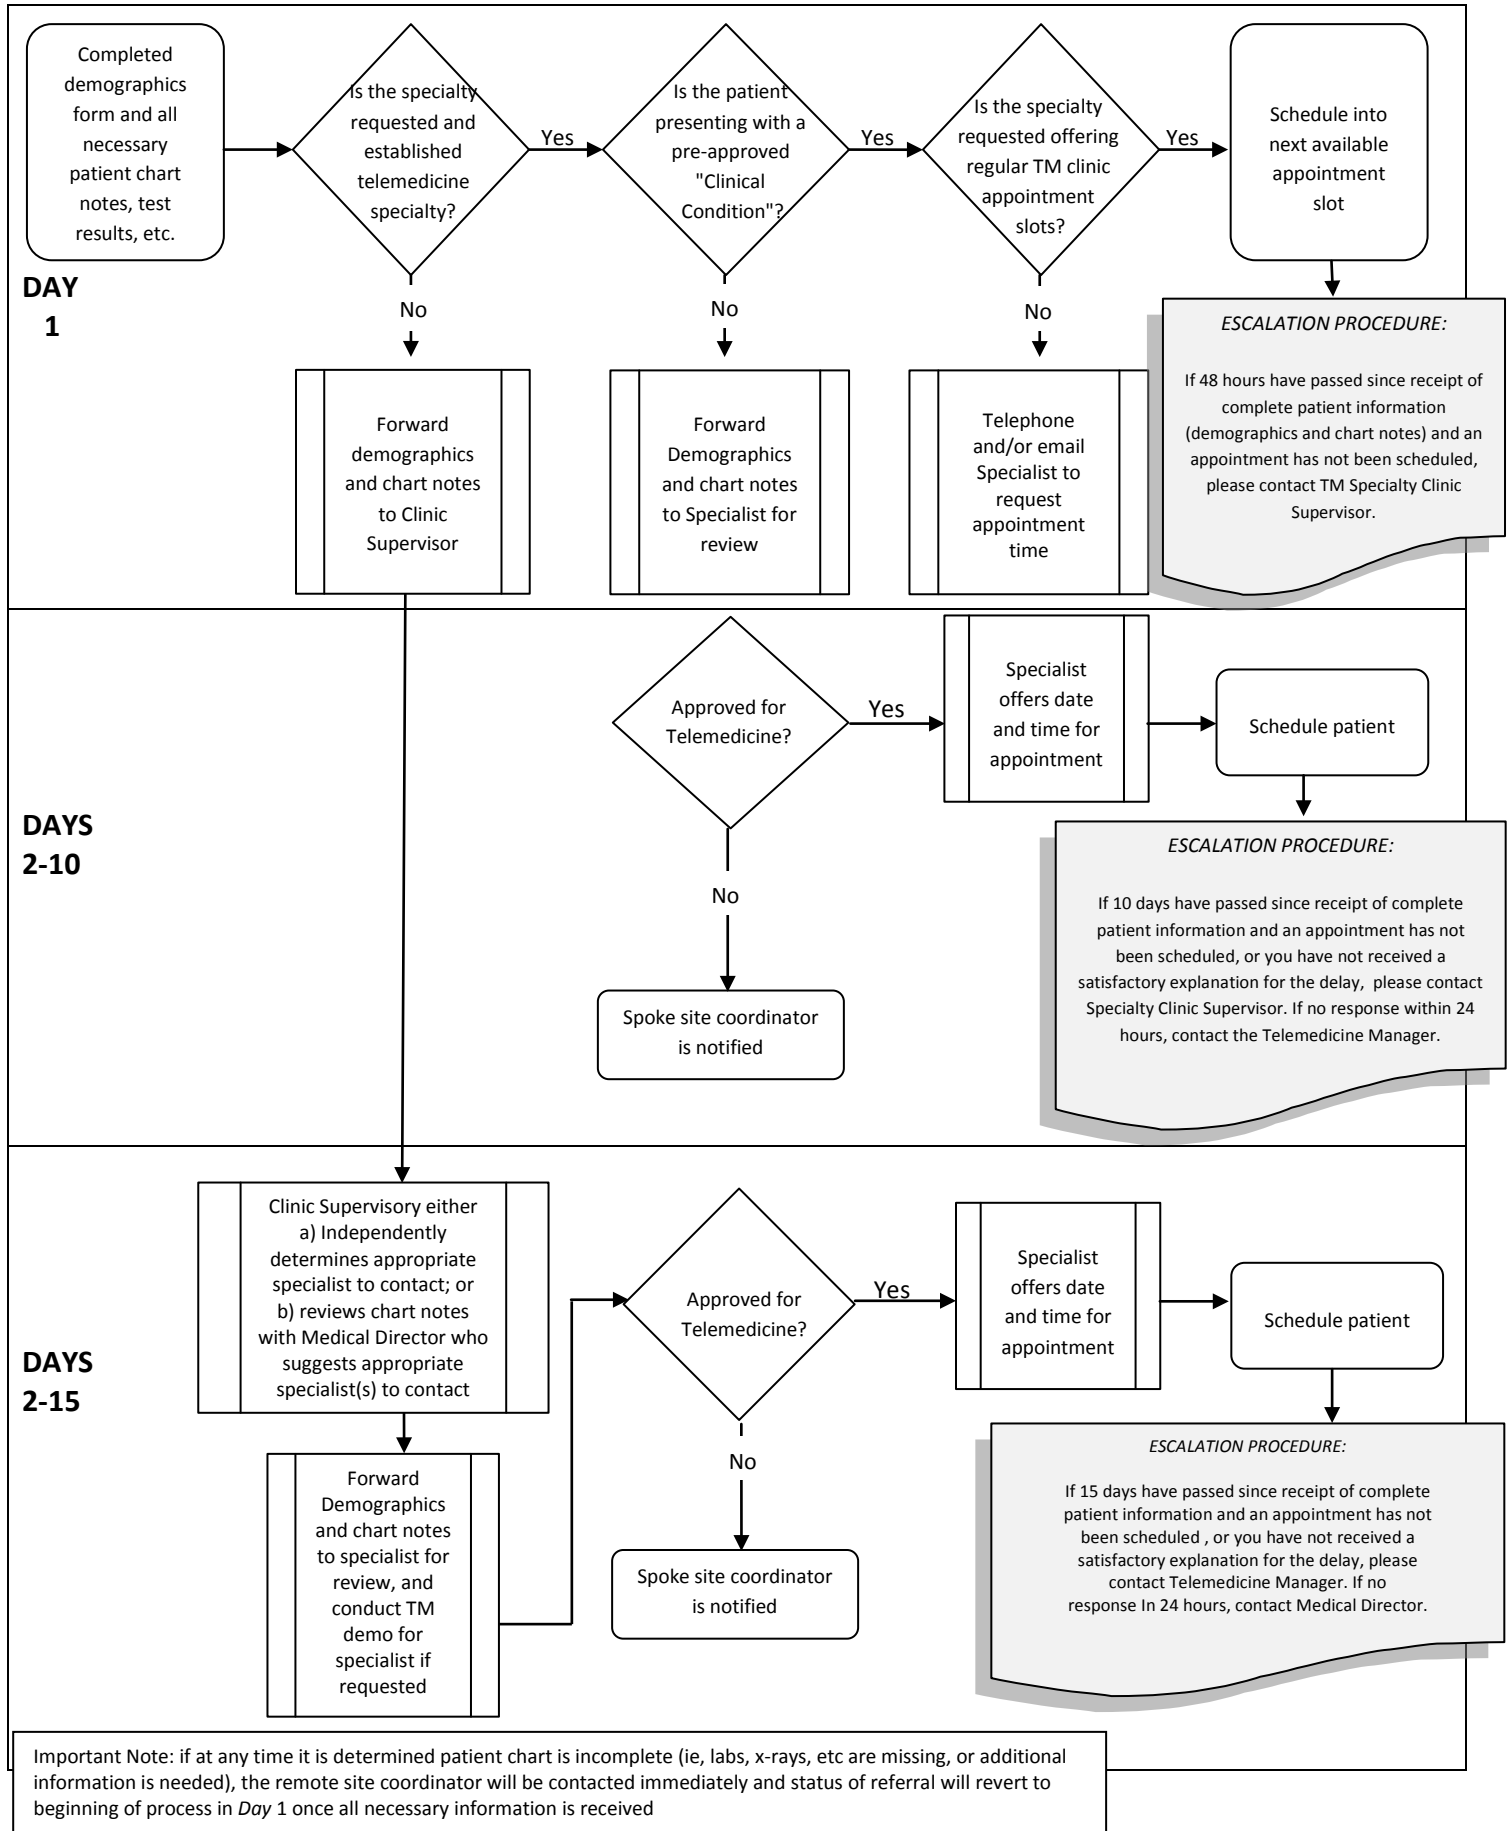 Completed
demographics
form and all
necessary
patient chart
notes, test
results, etc.
Is the specialty
requested and
established
telemedicine
specialty?
Yes
Is the patient
presenting with a
pre-approved
"Clinical
Condition"?
Yes
Is the specialty
requested offering
regular TM clinic
appointment
slots?
Yes
Schedule into
next available
appointment
slot
DAY
1
No
No
No
Forward
demographics
and chart notes
to Clinic
Supervisor
Forward
Demographics
and chart notes
to Specialist for
review
Telephone
and/or email
Specialist to
request
appointment
time
ESCALATION PROCEDURE:
If 48 hours have passed since receipt of
complete patient information
(demographics and chart notes) and an
appointment has not been scheduled,
please contact TM Specialty Clinic
Supervisor.
DAYS
2-10
Approved for
Telemedicine?
Yes
Specialist
offers date
and time for
appointment
Schedule patient
No
Spoke site coordinator
is notified
ESCALATION PROCEDURE:
If 10 days have passed since receipt of complete
patient information and an appointment has not
been scheduled, or you have not received a
satisfactory explanation for the delay, please contact
Specialty Clinic Supervisor. If no response within 24
hours, contact the Telemedicine Manager.
DAYS
2-15
Clinic Supervisory either
a) Independently
determines appropriate
specialist to contact; or
b) reviews chart notes
with Medical Director who
suggests appropriate
specialist(s) to contact
Forward
Demographics
and chart notes
to specialist for
review, and
conduct TM
demo for
specialist if
requested
Approved for
Telemedicine?
Yes
Specialist
offers date
and time for
appointment
Schedule patient
No
Spoke site coordinator
is notified
ESCALATION PROCEDURE:
If 15 days have passed since receipt of complete
patient information and an appointment has not
been scheduled , or you have not received a
satisfactory explanation for the delay, please
contact Telemedicine Manager. If no
response In 24 hours, contact Medical Director.
Important Note: if at any time it is determined patient chart is incomplete (ie, labs, x-rays, etc are missing, or additional
information is needed), the remote site coordinator will be contacted immediately and status of referral will revert to
beginning of process in Day 1 once all necessary information is received